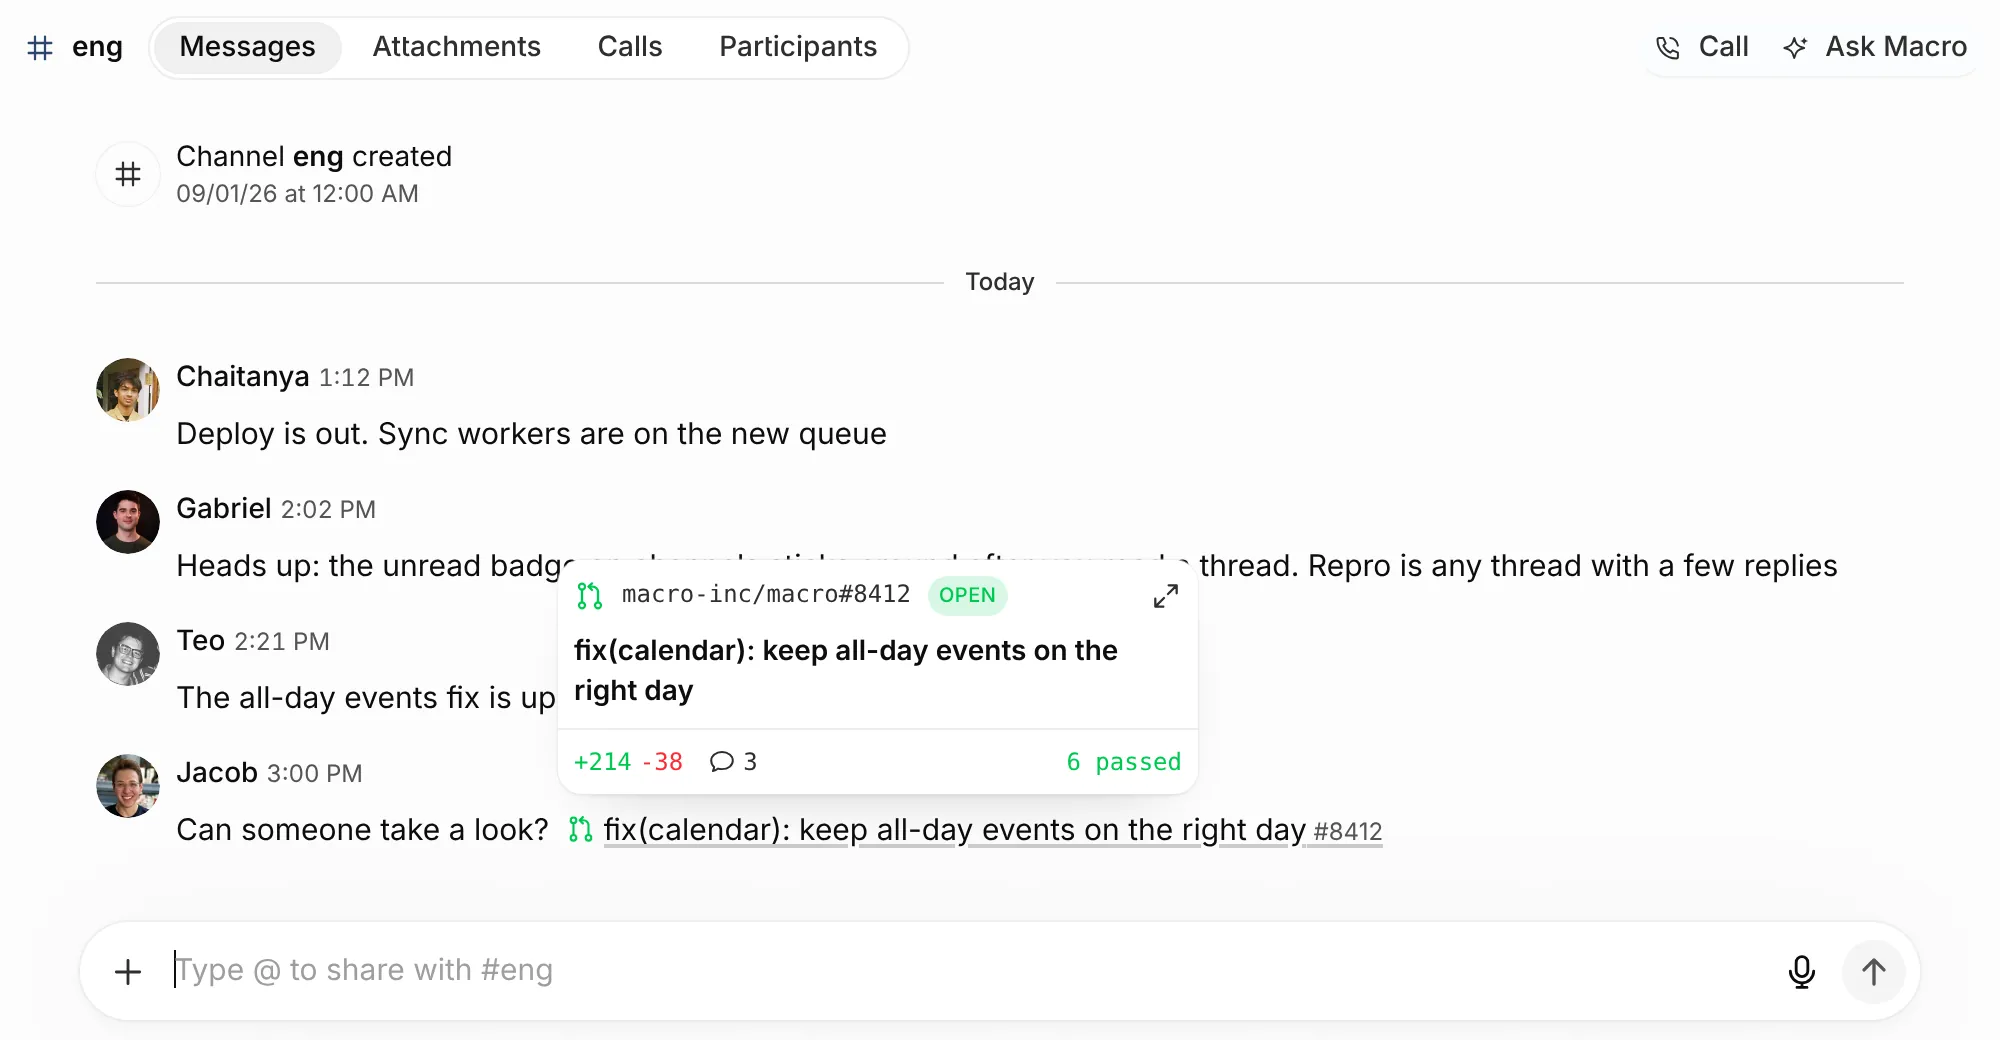 eng Messages Attachments Calls Participants Call Ask Macro
Channel eng created
09/01/26 at 12:00 AM
Today
Chaitanya 1:12 PM
Deploy is out. Sync workers are on the new queue
Gabriel 2:02 PM
Heads up: the unread badge thread. Repro is any thread with a few replies
macro-inc/macro#8412 OPEN
fix(calendar): keep all-day events on the
right day
+214 -38 3 6 passed
Teo 2:21 PM
The all-day events fix is up
Jacob 3:00 PM
Can someone take a look? fix(calendar): keep all-day events on the right day #8412
Type @ to share with #eng